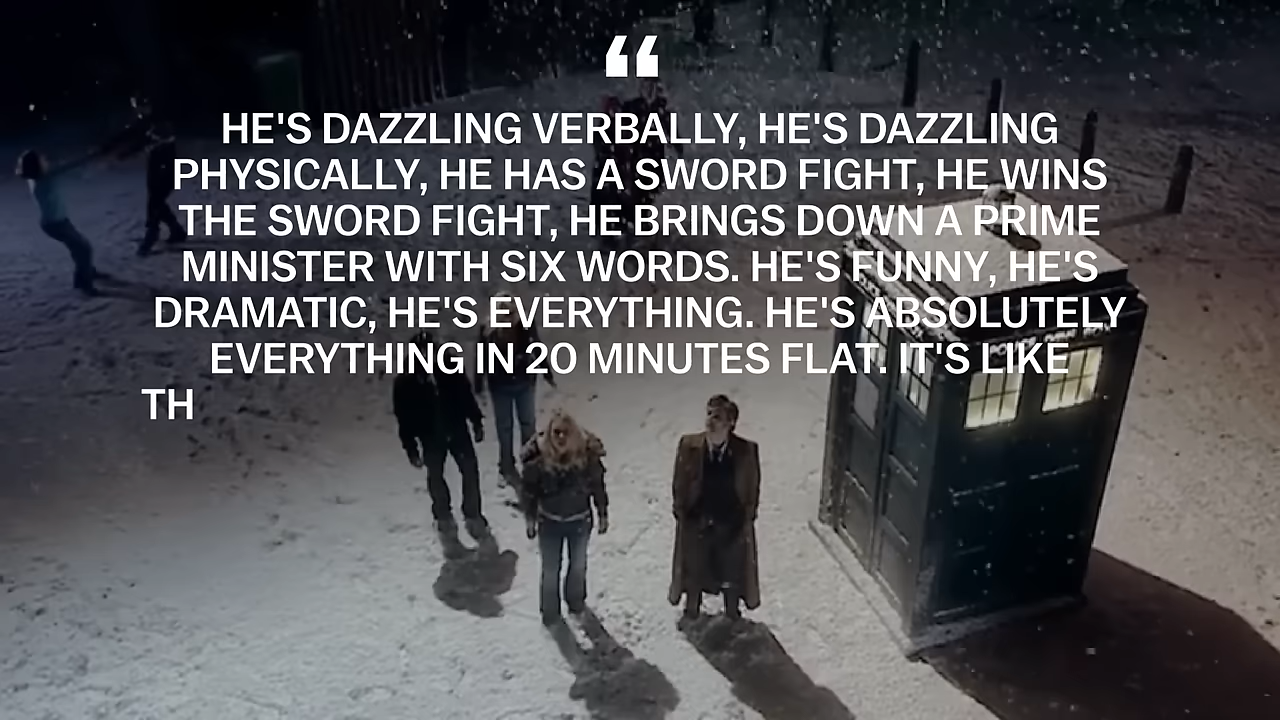 “
HE'S DAZZLING VERBALLY, HE'S DAZZLING
PHYSICALLY, HE HAS A SWORD FIGHT, HE WINS
THE SWORD FIGHT, HE BRINGS DOWN A PRIME
MINISTER WITH SIX WORDS. HE'S FUNNY, HE'S
DRAMATIC, HE'S EVERYTHING. HE'S ABSOLUTELY
EVERYTHING IN 20 MINUTES FLAT. IT'S LIKE
TH